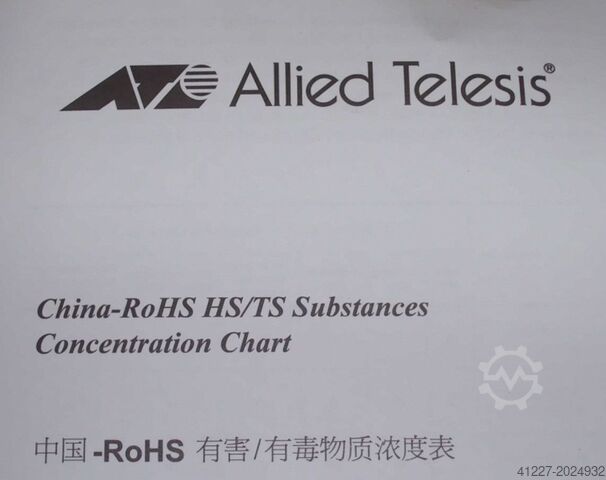 Allied Telesis®
China-RoHS HS/TS Substances
Concentration Chart
中国-RoHS 有害/有毒物质浓度表
41227-2024932